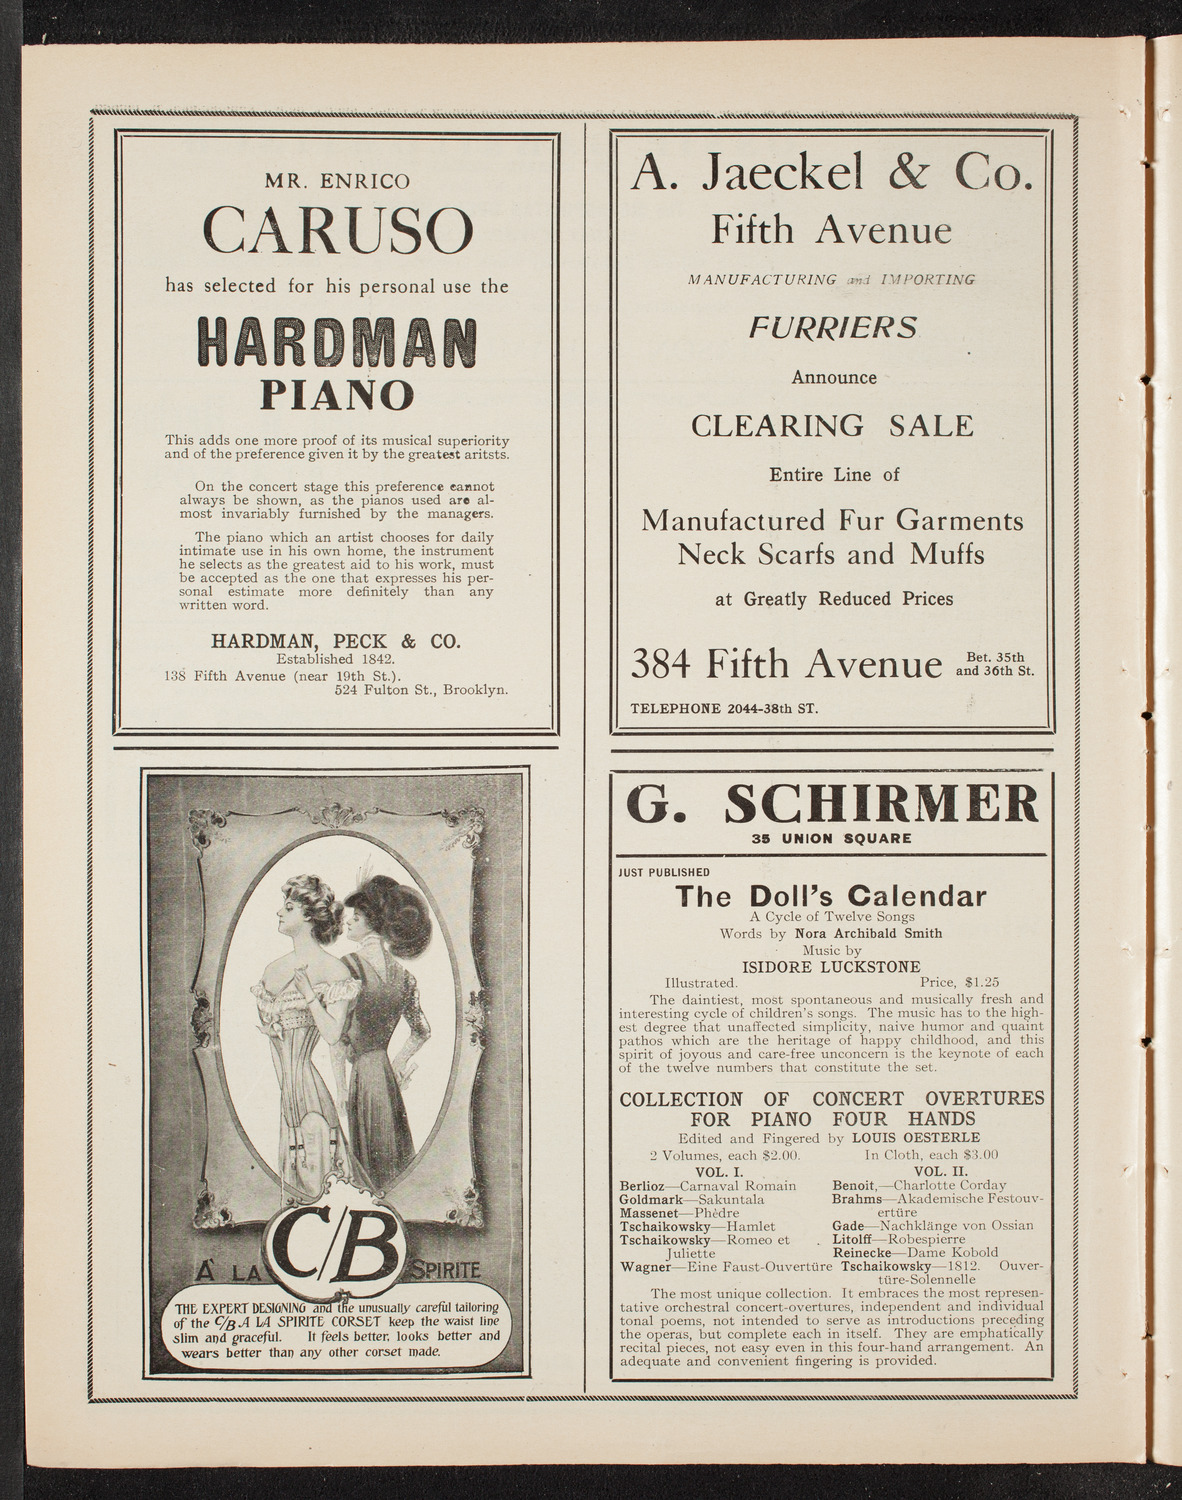 MR. ENRICO
CARUSO
has selected for his personal use the
HARDMAN
PIANO
This adds one more proof of its musical superiority
and of the preference given it by the greatest aritsts.
On the concert stage this preference cannot
always be shown, as the pianos used are al-
most invariably furnished by the managers.
The piano which an artist chooses for daily
intimate use in his own home, the instrument
he selects as the greatest aid to his work, must
be accepted as the one that expresses his per-
sonal estimate more definitely than any
written word.
HARDMAN, PECK & CO.
Established 1842.
138 Fifth Avenue (near 19th St.).
524 Fulton St., Brooklyn.
A. Jaeckel & Co.
Fifth Avenue
MANUFACTURING and IMPORTING
FURRIERS
Announce
CLEARING SALE
Entire Line of
Manufactured Fur Garments
Neck Scarfs and Muffs
at Greatly Reduced Prices
384 Fifth Avenue Bet. 35th
and 36th St.
TELEPHONE 2044-38th ST.
C/B
À LA SPIRITE
THE EXPERT DESIGNING and the unusually careful tailoring
of the C/B A LA SPIRITE CORSET keep the waist line
slim and graceful. It feels better, looks better and
wears better than any other corset made.
G. SCHIRMER
35 UNION SQUARE
JUST PUBLISHED
The Doll's Calendar
A Cycle of Twelve Songs
Words by Nora Archibald Smith
Music by
ISIDORE LUCKSTONE
Illustrated. Price, $1.25
The daintiest, most spontaneous and musically fresh and
interesting cycle of children's songs. The music has to the high-
est degree that unaffected simplicity, naive humor and quaint
pathos which are the heritage of happy childhood, and this
spirit of joyous and care-free unconcern is the keynote of each
of the twelve numbers that constitute the set.
COLLECTION OF CONCERT OVERTURES
FOR PIANO FOUR HANDS
Edited and Fingered by LOUIS OESTERLE
2 Volumes, each $2.00. In Cloth, each $3.00
VOL. I.
Berlioz—Carnaval Romain
Goldmark—Sakuntala
Massenet—Phèdre
Tschaikowsky—Hamlet
Tschaikowsky—Romeo et
Juliette
Wagner—Eine Faust-Ouvertüre
VOL. II.
Benoit,—Charlotte Corday
Brahms—Akademische Festouv-
ertüre
Gade—Nachklänge von Ossian
Litolff—Robespierre
Reinecke—Dame Kobold
Tschaikowsky—1812. Ouver-
türe-Solennelle
The most unique collection. It embraces the most represen-
tative orchestral concert-overtures, independent and individual
tonal poems, not intended to serve as introductions preceding
the operas, but complete each in itself. They are emphatically
recital pieces, not easy even in this four-hand arrangement. An
adequate and convenient fingering is provided.